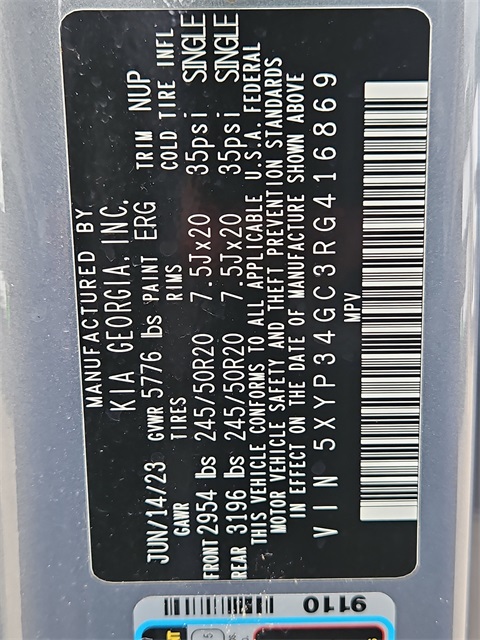 MANUFACTURED BY
KIA GEORGIA, INC.
JUN/14/23 GVWR 5776 lbs PAINT ERG TRIM NUP
GAWR TIRES RIMS COLD TIRE INFL
FRONT 2954 lbs 245/50R20 7.5Jx20 35psi SINGLE
REAR 3196 lbs 245/50R20 7.5Jx20 35psi SINGLE
THIS VEHICLE CONFORMS TO ALL APPLICABLE U.S.A. FEDERAL
MOTOR VEHICLE SAFETY AND THEFT PREVENTION STANDARDS
IN EFFECT ON THE DATE OF MANUFACTURE SHOWN ABOVE
VIN 5XYP34GC3RG416869
MPV
9110